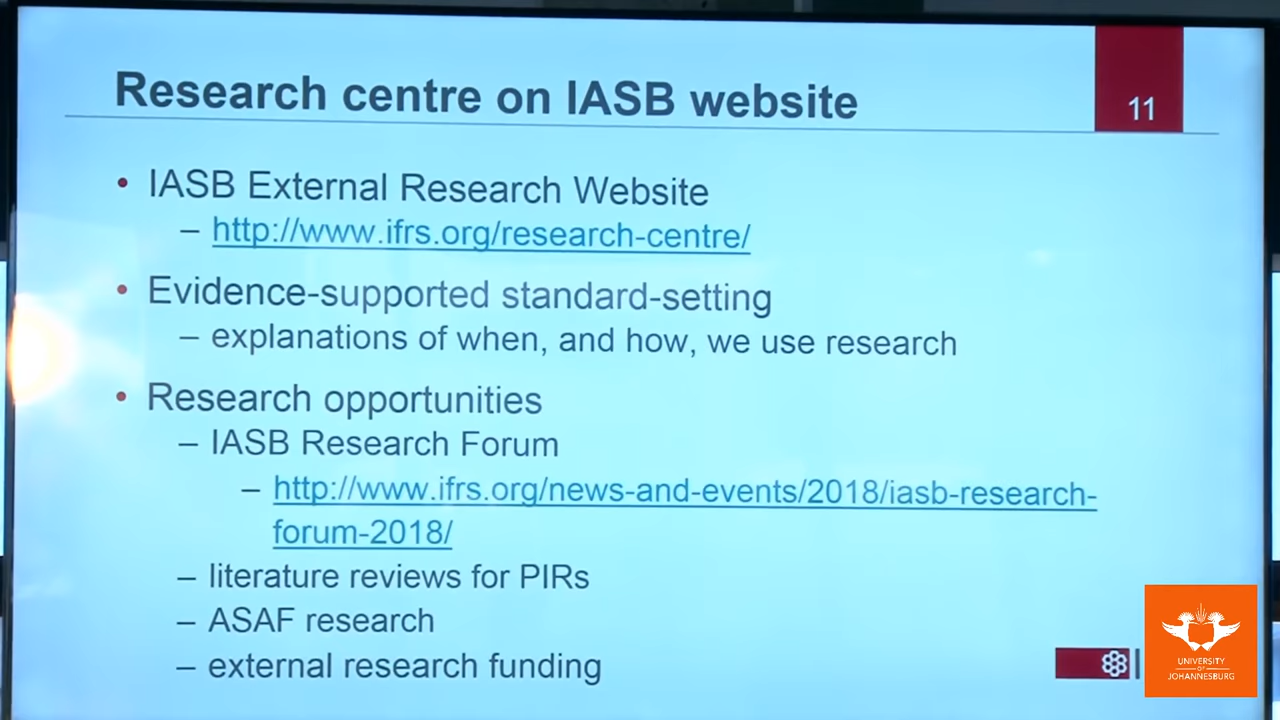 Research centre on IASB website
11
• IASB External Research Website
– http://www.ifrs.org/research-centre/
• Evidence-supported standard-setting
– explanations of when, and how, we use research
• Research opportunities
– IASB Research Forum
– http://www.ifrs.org/news-and-events/2018/iasb-research-
forum-2018/
– literature reviews for PIRs
– ASAF research
– external research funding
UNIVERSITY
OF
JOHANNESBURG